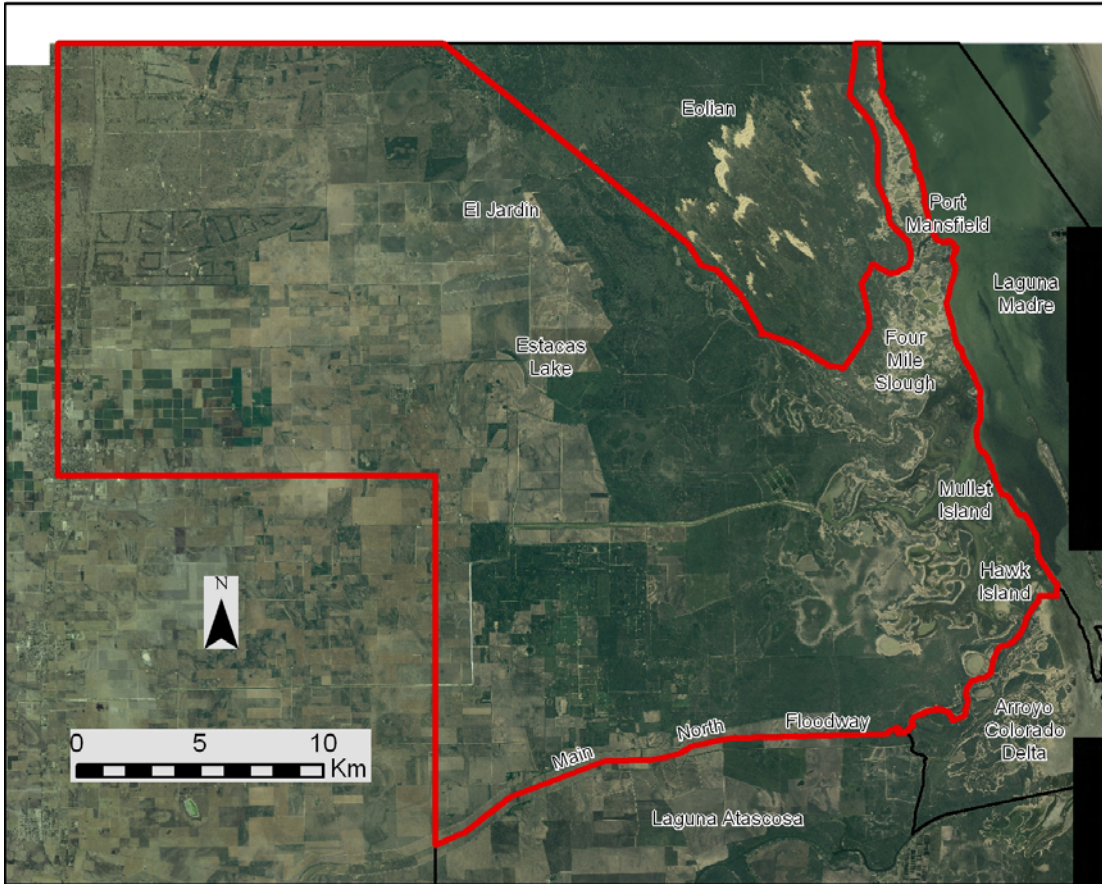 Eolian
El Jardin
Port
Mansfield
Laguna
Madre
Four
Mile
Slough
Estacas
Lake
Mullet
Island
Hawk
Island
N
Arroyo
Colorado
Delta
Main North Floodway
0 5 10
Km
Laguna Atascosa